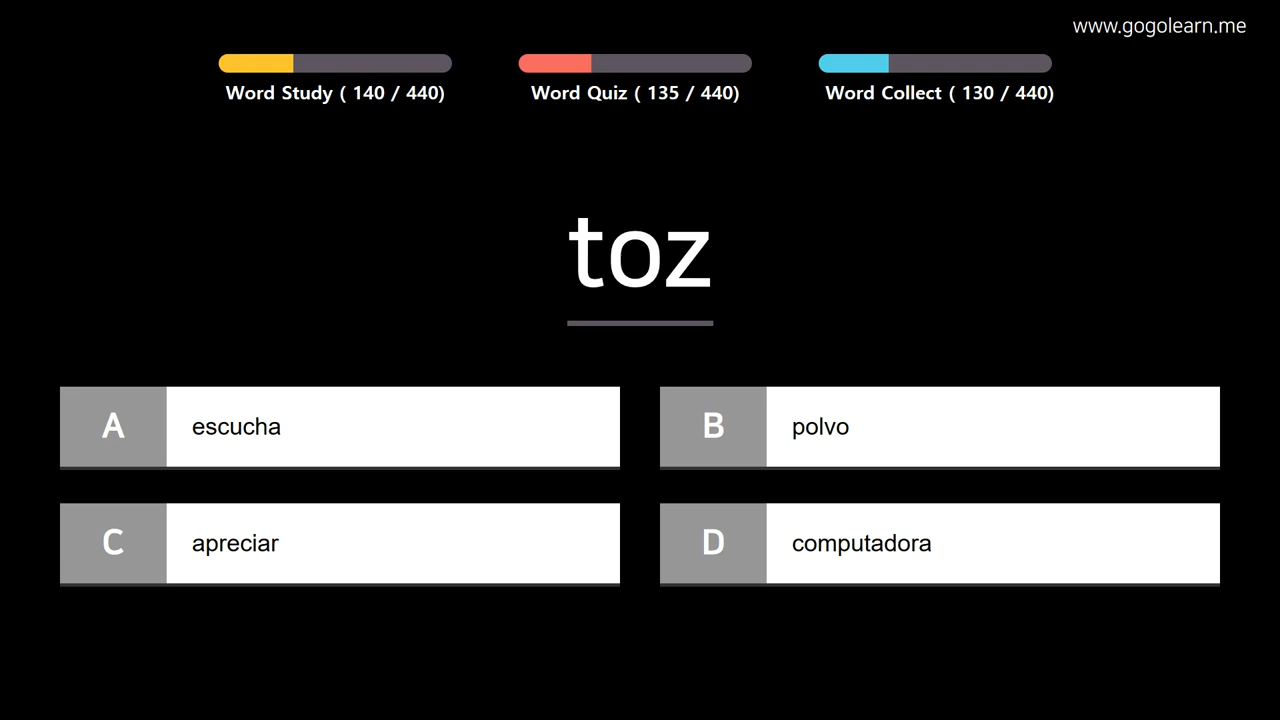 www.gogolearn.me
Word Study ( 140 / 440)
Word Quiz ( 135 / 440)
Word Collect ( 130 / 440)
toz
A escucha
B polvo
C apreciar
D computadora